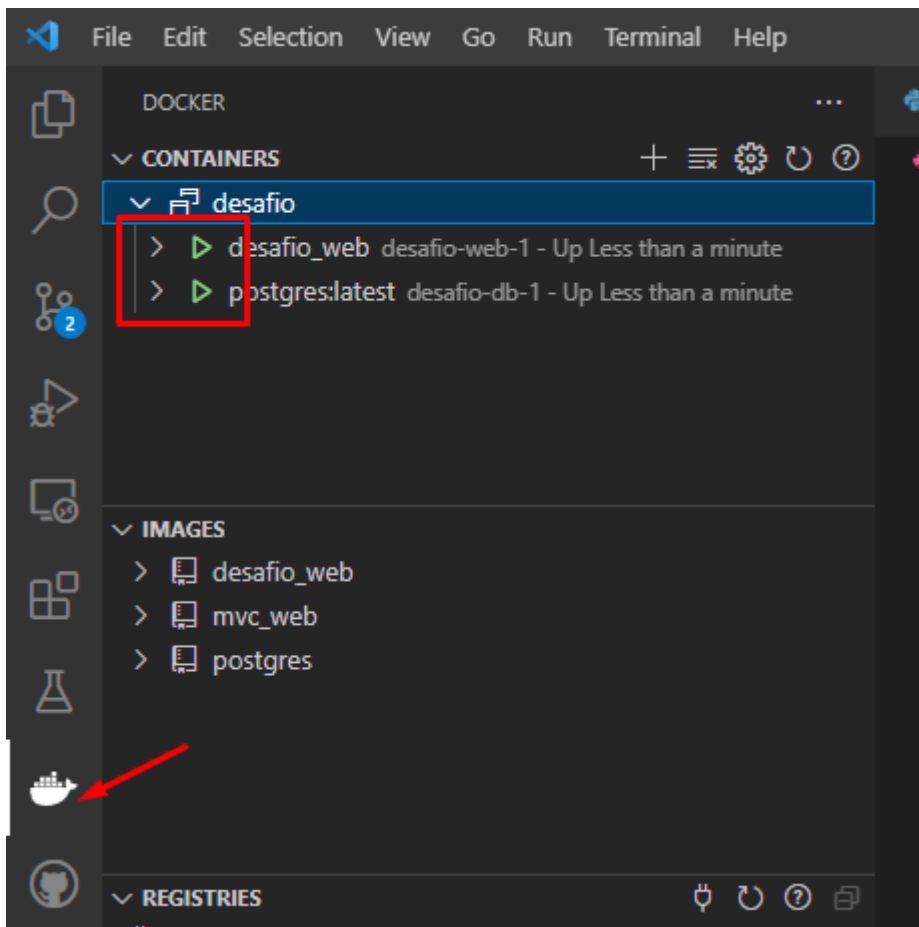 File Edit Selection View Go Run Terminal Help
DOCKER
CONTAINERS
desafio
desafio_web desafio-web-1 - Up Less than a minute
postgres:latest desafio-db-1 - Up Less than a minute
2
IMAGES
desafio_web
mvc_web
postgres
REGISTRIES